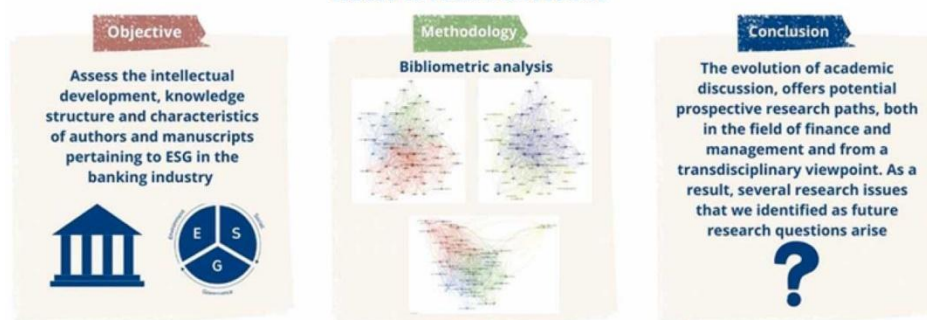 Objective
Assess the intellectual
development, knowledge
structure and characteristics
of authors and manuscripts
pertaining to ESG in the
banking industry
E S
G
Governance
Methodology
Bibliometric analysis
Conclusion
The evolution of academic
discussion, offers potential
prospective research paths, both
in the field of finance and
management and from a
transdisciplinary viewpoint. As a
result, several research issues
that we identified as future
research questions arise
?